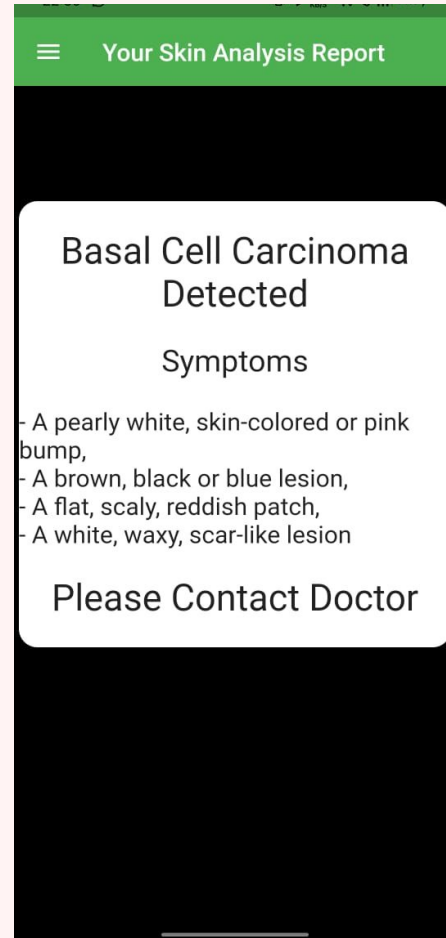 Your Skin Analysis Report
Basal Cell Carcinoma
Detected
Symptoms
- A pearly white, skin-colored or pink
bump,
- A brown, black or blue lesion,
- A flat, scaly, reddish patch,
- A white, waxy, scar-like lesion
Please Contact Doctor